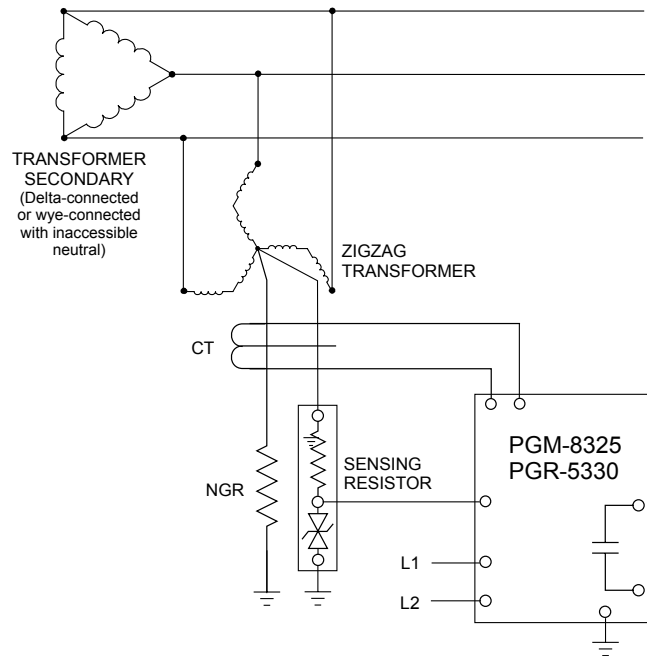 TRANSFORMER
SECONDARY
(Delta-connected
or wye-connected
with inaccessible
neutral)
ZIGZAG
TRANSFORMER
CT
PGM-8325
PGR-5330
SENSING
RESISTOR
NGR
L1
L2